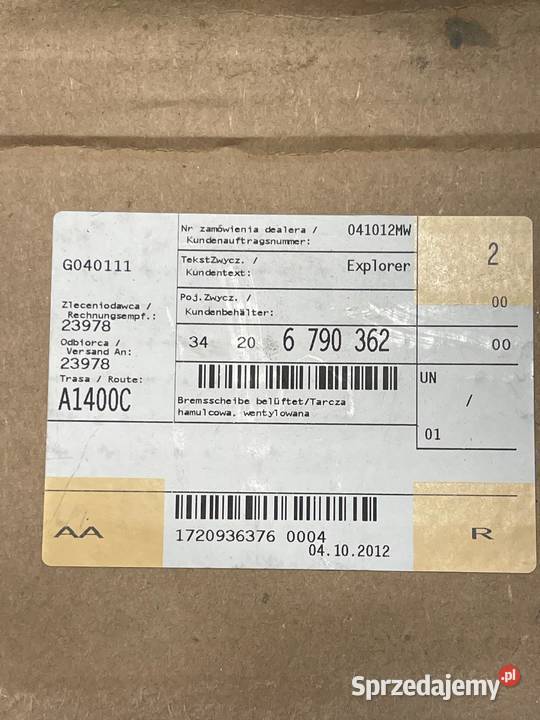 G040111
Nr zamówienia dealera /
Kundenauftragsnummer:
041012MW
2
TekstZwycz. /
Kundentext:
Explorer
Zleceniodawca /
Rechnungsempf.:
23978
Poj.Zwycz. /
Kundenbehälter:
00
Odbiorca /
Versand An:
23978
34 20 6 790 362
00
Trasa / Route:
A1400C
UN
/
01
Bremsscheibe belüftet/Tarcza
hamulcowa, wentylowana
AA
1720936376 0004
04.10.2012
R
Sprzedajemy.pl